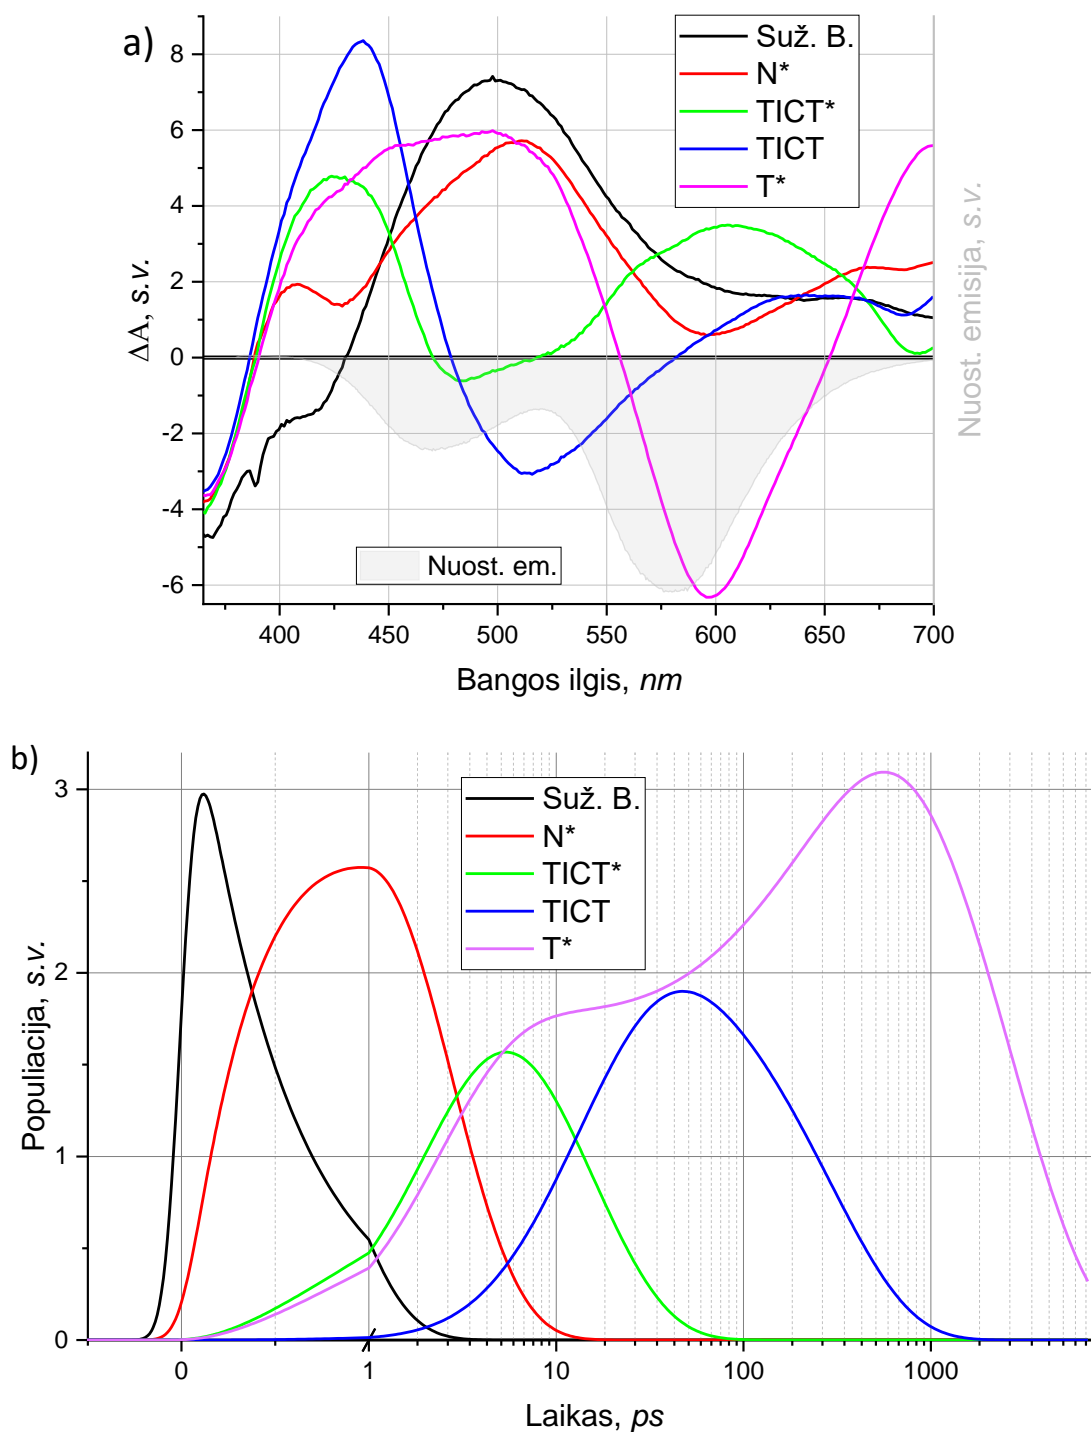 a)
8
6
4
2
0
-2
-4
-6
ΔA, s.v.
Suž. B.
N*
TICT*
TICT
T*
Nuost. em.
Nuost emisija, s.v.
400 450 500 550 600 650 700
Bangos ilgis, nm
b)
3
2
1
0
Populiacija, s.v.
Suž. B.
N*
TICT*
TICT
T*
0 1 10 100 1000
Laikas, ps